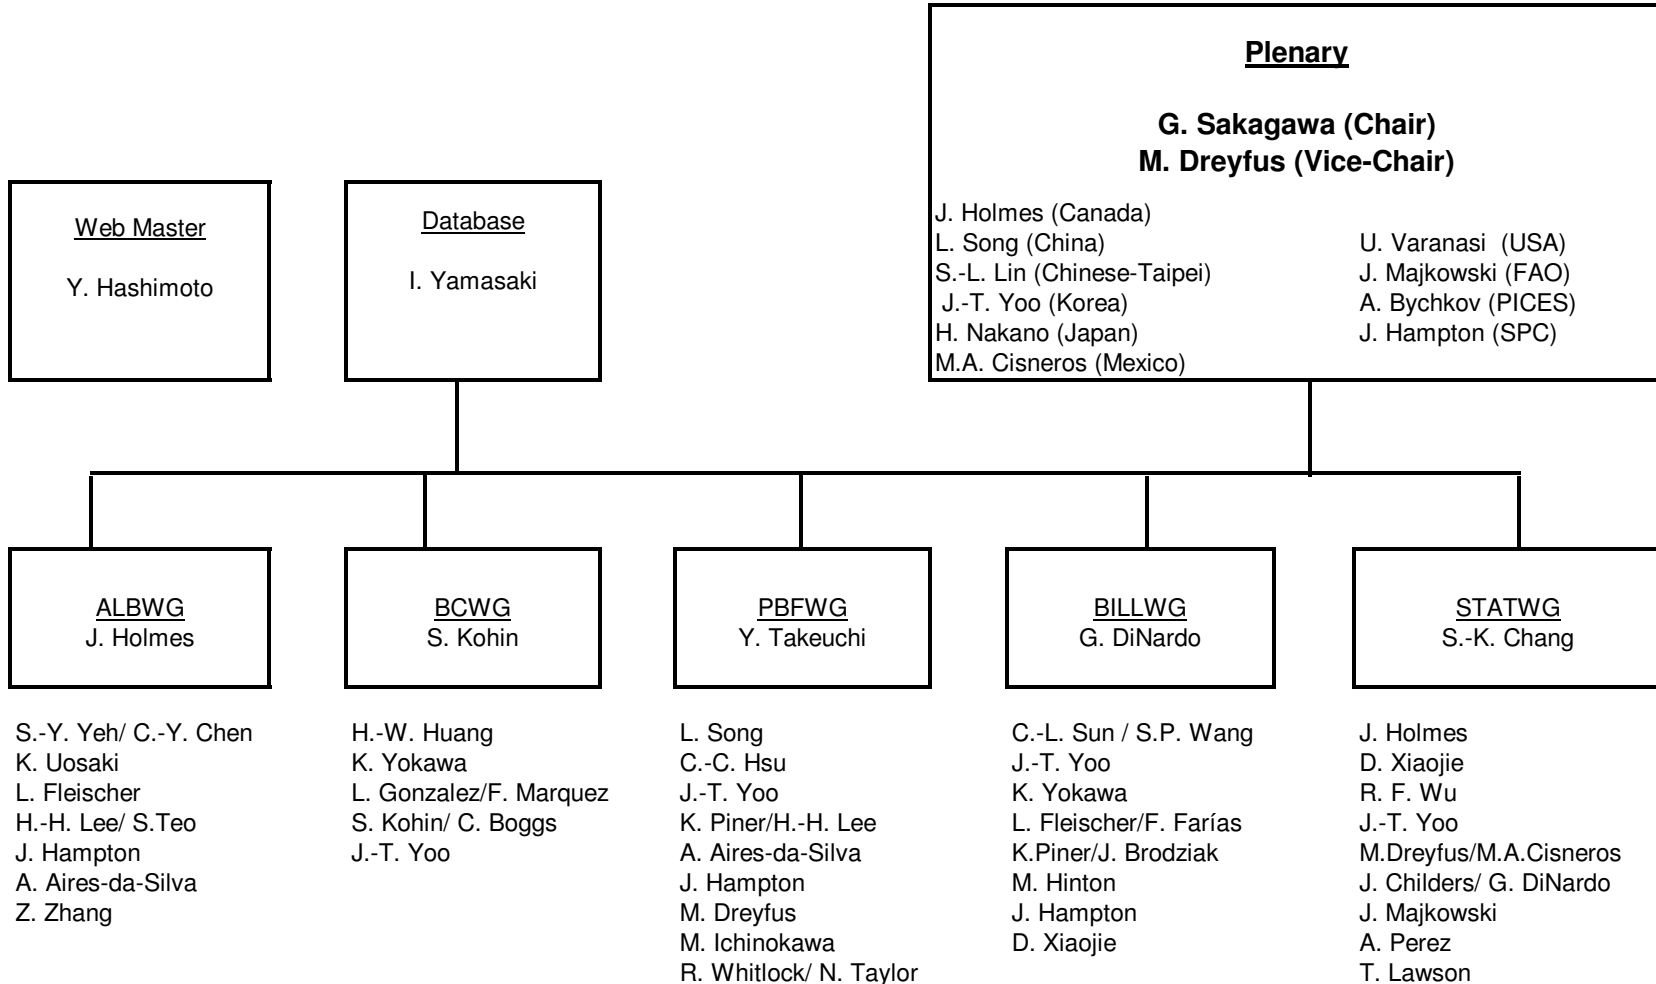 Plenary
G. Sakagawa (Chair)
M. Dreyfus (Vice-Chair)
J. Holmes (Canada)
L. Song (China)
S.-L. Lin (Chinese-Taipei)
J.-T. Yoo (Korea)
H. Nakano (Japan)
M.A. Cisneros (Mexico)
U. Varanasi (USA)
J. Majkowski (FAO)
A. Bychkov (PICES)
J. Hampton (SPC)
Web Master
Y. Hashimoto
Database
I. Yamasaki
ALBWG
J. Holmes
S.-Y. Yeh/ C.-Y. Chen
K. Uosaki
L. Fleischer
H.-H. Lee/ S.Teo
J. Hampton
A. Aires-da-Silva
Z. Zhang
BCWG
S. Kohin
H.-W. Huang
K. Yokawa
L. Gonzalez/F. Marquez
S. Kohin/ C. Boggs
J.-T. Yoo
PBFWG
Y. Takeuchi
L. Song
C.-C. Hsu
J.-T. Yoo
K. Piner/H.-H. Lee
A. Aires-da-Silva
J. Hampton
M. Dreyfus
M. Ichinokawa
R. Whitlock/ N. Taylor
BILLWG
G. DiNardo
C.-L. Sun / S.P. Wang
J.-T. Yoo
K. Yokawa
L. Fleischer/F. Farías
K.Piner/J. Brodziak
M. Hinton
J. Hampton
D. Xiaojie
STATWG
S.-K. Chang
J. Holmes
D. Xiaojie
R. F. Wu
J.-T. Yoo
M.Dreyfus/M.A.Cisneros
J. Childers/ G. DiNardo
J. Majkowski
A. Perez
T. Lawson